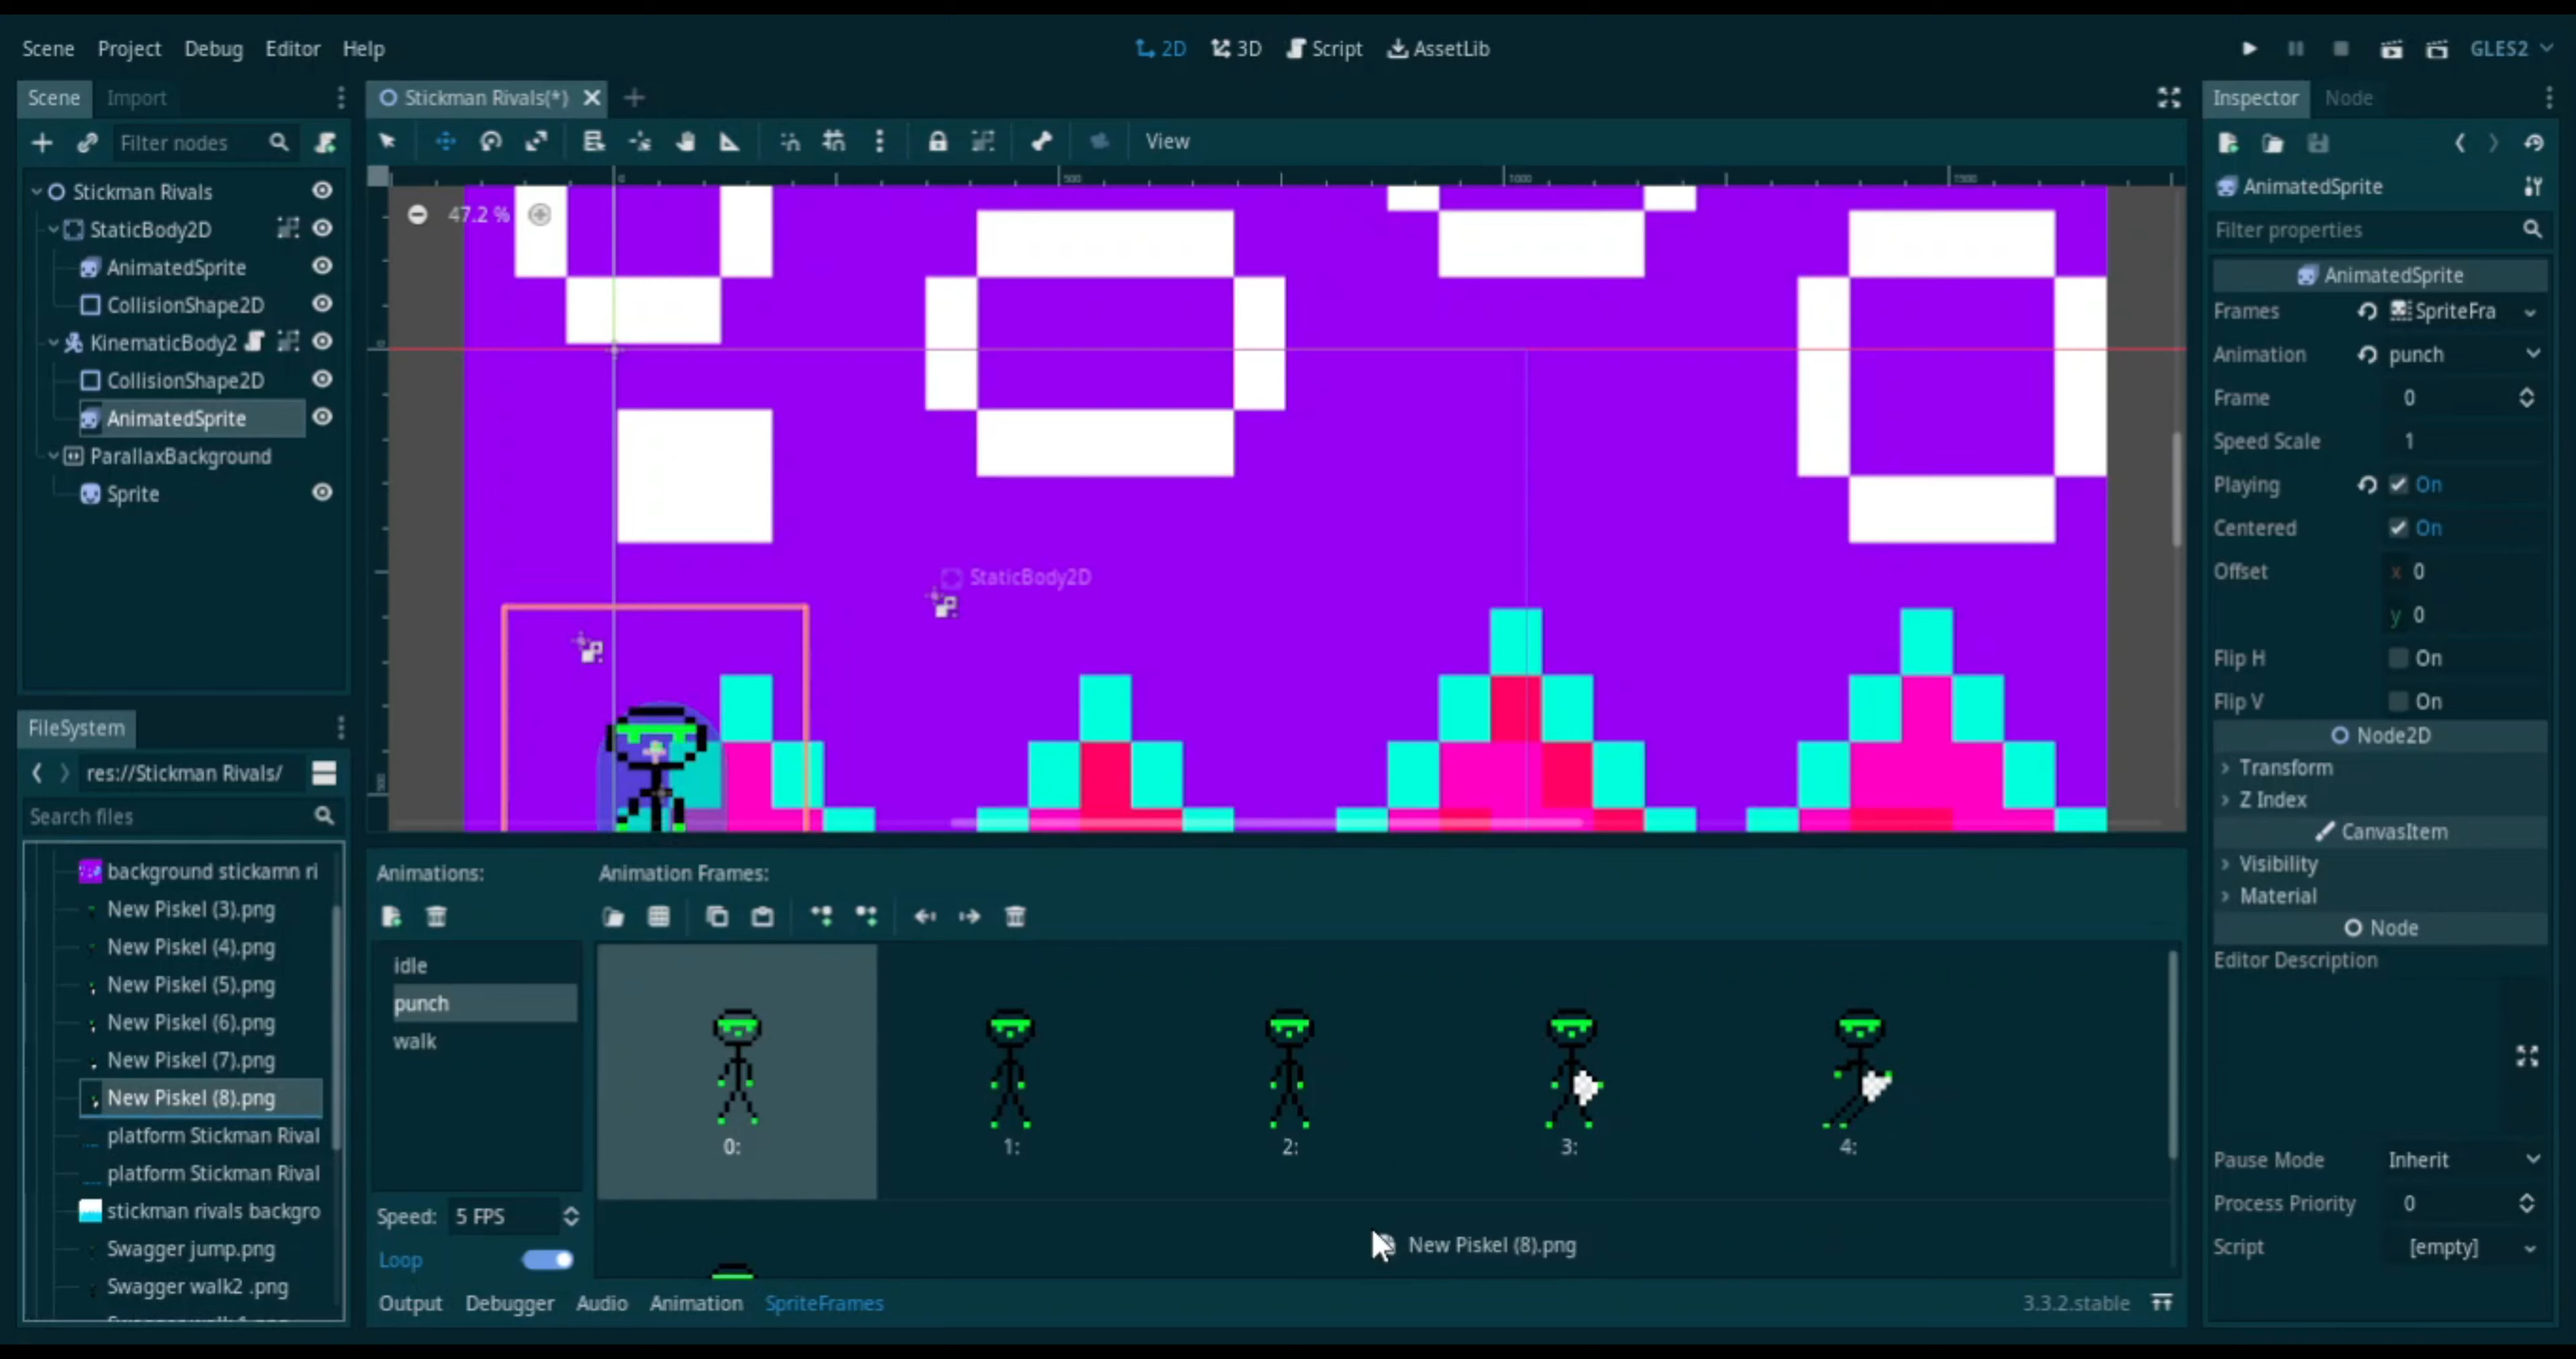 Scene Project Debug Editor Help
2D 3D Script AssetLib
GLES2
Scene Import
Filter nodes
Stickman Rivals
StaticBody2D
AnimatedSprite
CollisionShape2D
KinematicBody2
CollisionShape2D
AnimatedSprite
ParallaxBackground
Sprite
FileSystem
res://Stickman Rivals/
Search files
background stickamn ri
New Piskel (3).png
New Piskel (4).png
New Piskel (5).png
New Piskel (6).png
New Piskel (7).png
New Piskel (8).png
platform Stickman Rival
platform Stickman Rival
stickman rivals backgro
Swagger jump.png
Swagger walk2 .png
Stickman Rivals(*)
View
0 500 1000 1500
47.2 %
StaticBody2D
Animations:
idle
punch
walk
Speed: 5 FPS
Loop
Animation Frames:
0: 1: 2: 3: 4:
New Piskel (8).png
Output Debugger Audio Animation SpriteFrames
3.3.2.stable
Inspector Node
AnimatedSprite
Filter properties
AnimatedSprite
Frames SpriteFra
Animation punch
Frame 0
Speed Scale 1
Playing On
Centered On
Offset x 0
y 0
Flip H On
Flip V On
Node2D
Transform
Z Index
CanvasItem
Visibility
Material
Node
Editor Description
Pause Mode Inherit
Process Priority 0
Script [empty]